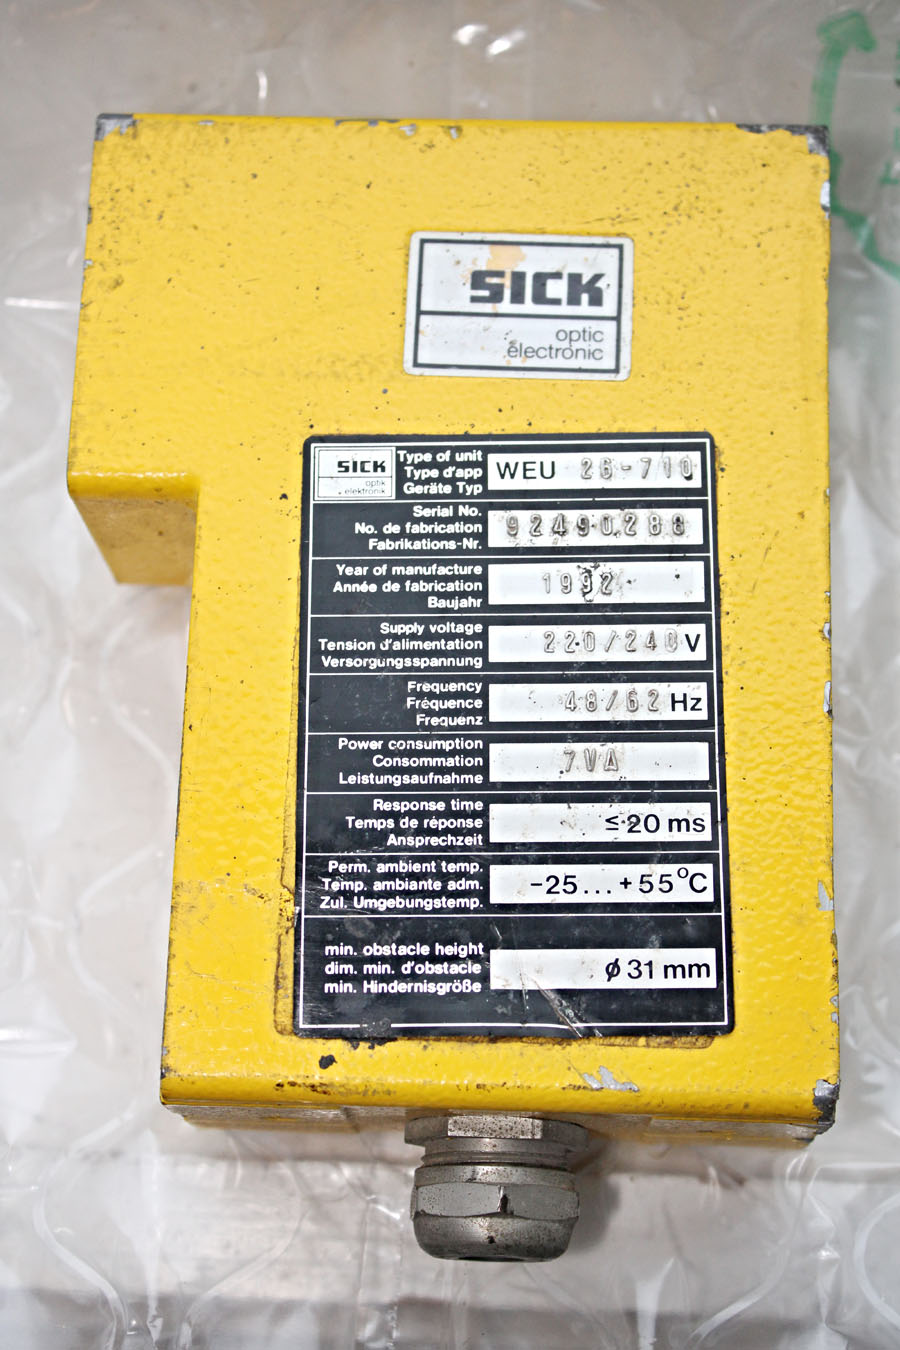 SICK
optic
electronic
SICK
optik
elektronik
Type of unit
Type d'app
Geräte Typ
WEU 26-710
Serial No.
No. de fabrication
Fabrikations-Nr.
92490288
Year of manufacture
Année de fabrication
Baujahr
1992
Supply voltage
Tension d'alimentation
Versorgungsspannung
220/240 V
Frequency
Fréquence
Frequenz
48/62 Hz
Power consumption
Consommation
Leistungsaufnahme
7VA
Response time
Temps de réponse
Ansprechzeit
≤20 ms
Perm. ambient temp.
Temp. ambiante adm.
Zul. Umgebungstemp.
-25...+55°C
min. obstacle height
dim. min. d'obstacle
min. Hindernisgröße
ϕ 31 mm